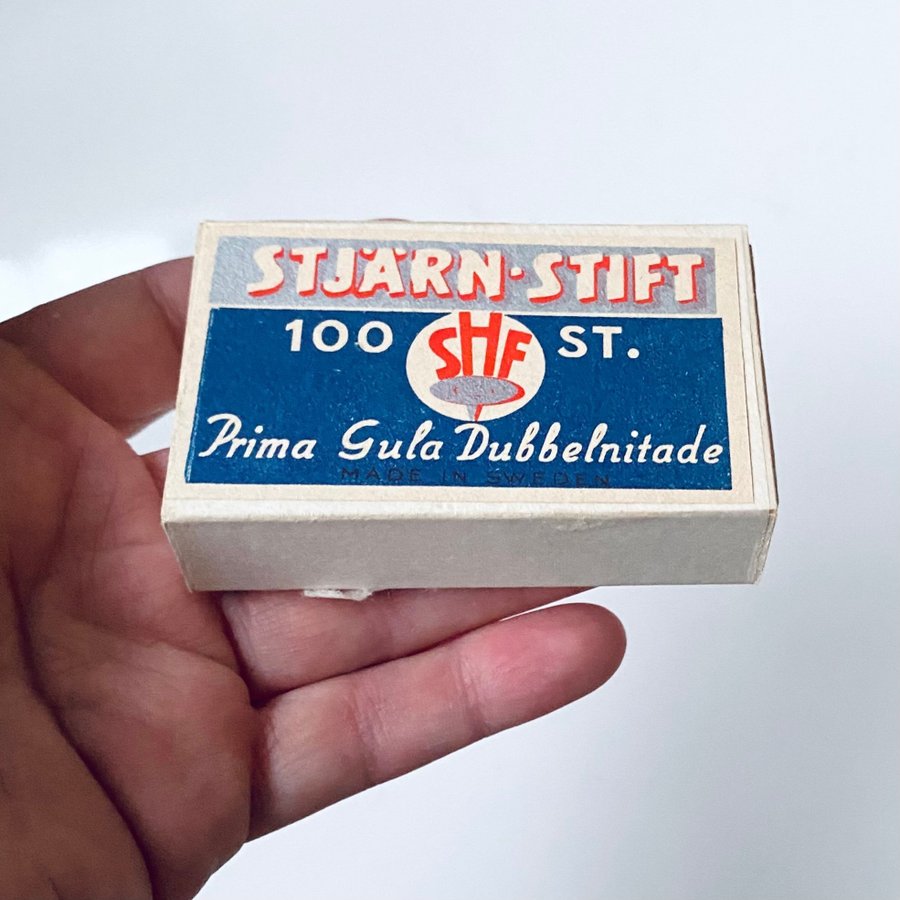 STJÄRN·STIFT
100 SHF ST.
Prima Gula Dubbelnitade
MADE IN SWEDEN